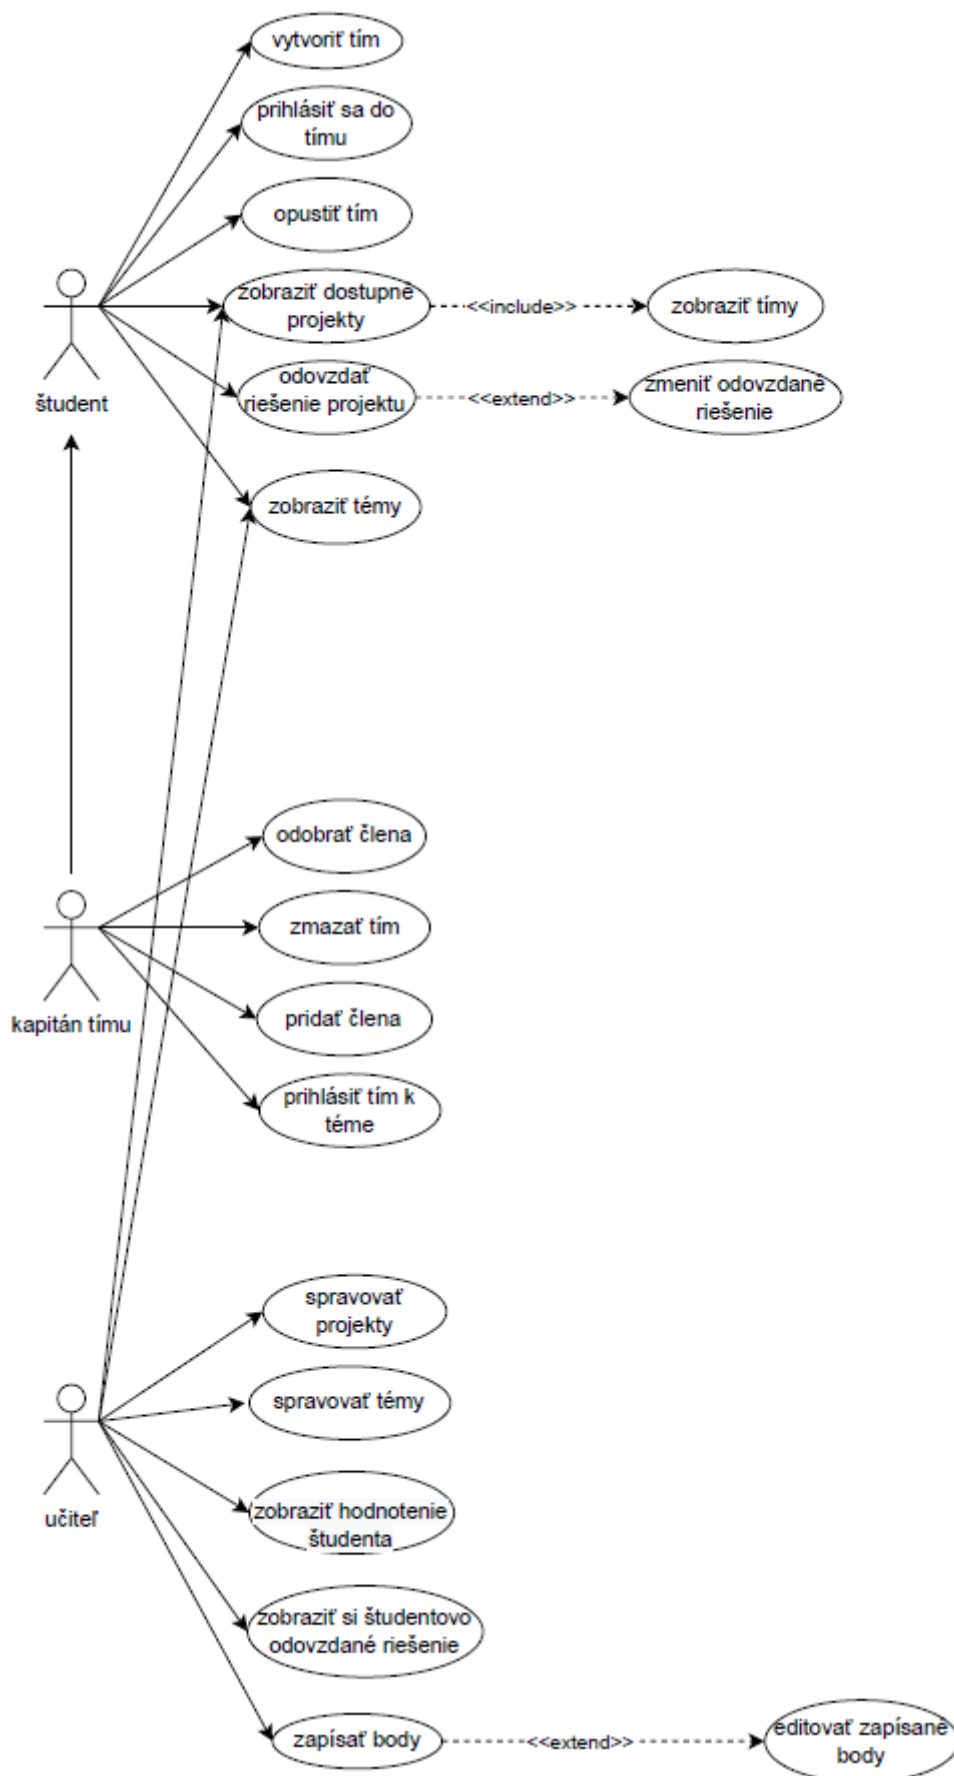 vytvoriť tím
prihlásiť sa do
tímu
opustiť tím
zobraziť dostupné
projekty
<<include>>
zobraziť tímy
študent
odovzdať
riešenie projektu
<<extend>>
zmeniť odovzdané
riešenie
zobraziť témy
odobrať člena
zmazať tím
kapitán tímu
pridať člena
prihlásiť tím k
téme
spravovať
projekty
spravovať témy
učiteľ
zobraziť hodnotenie
študenta
zobraziť si študentovo
odovzdané riešenie
zapísať body
<<extend>>
editovať zapísané
body